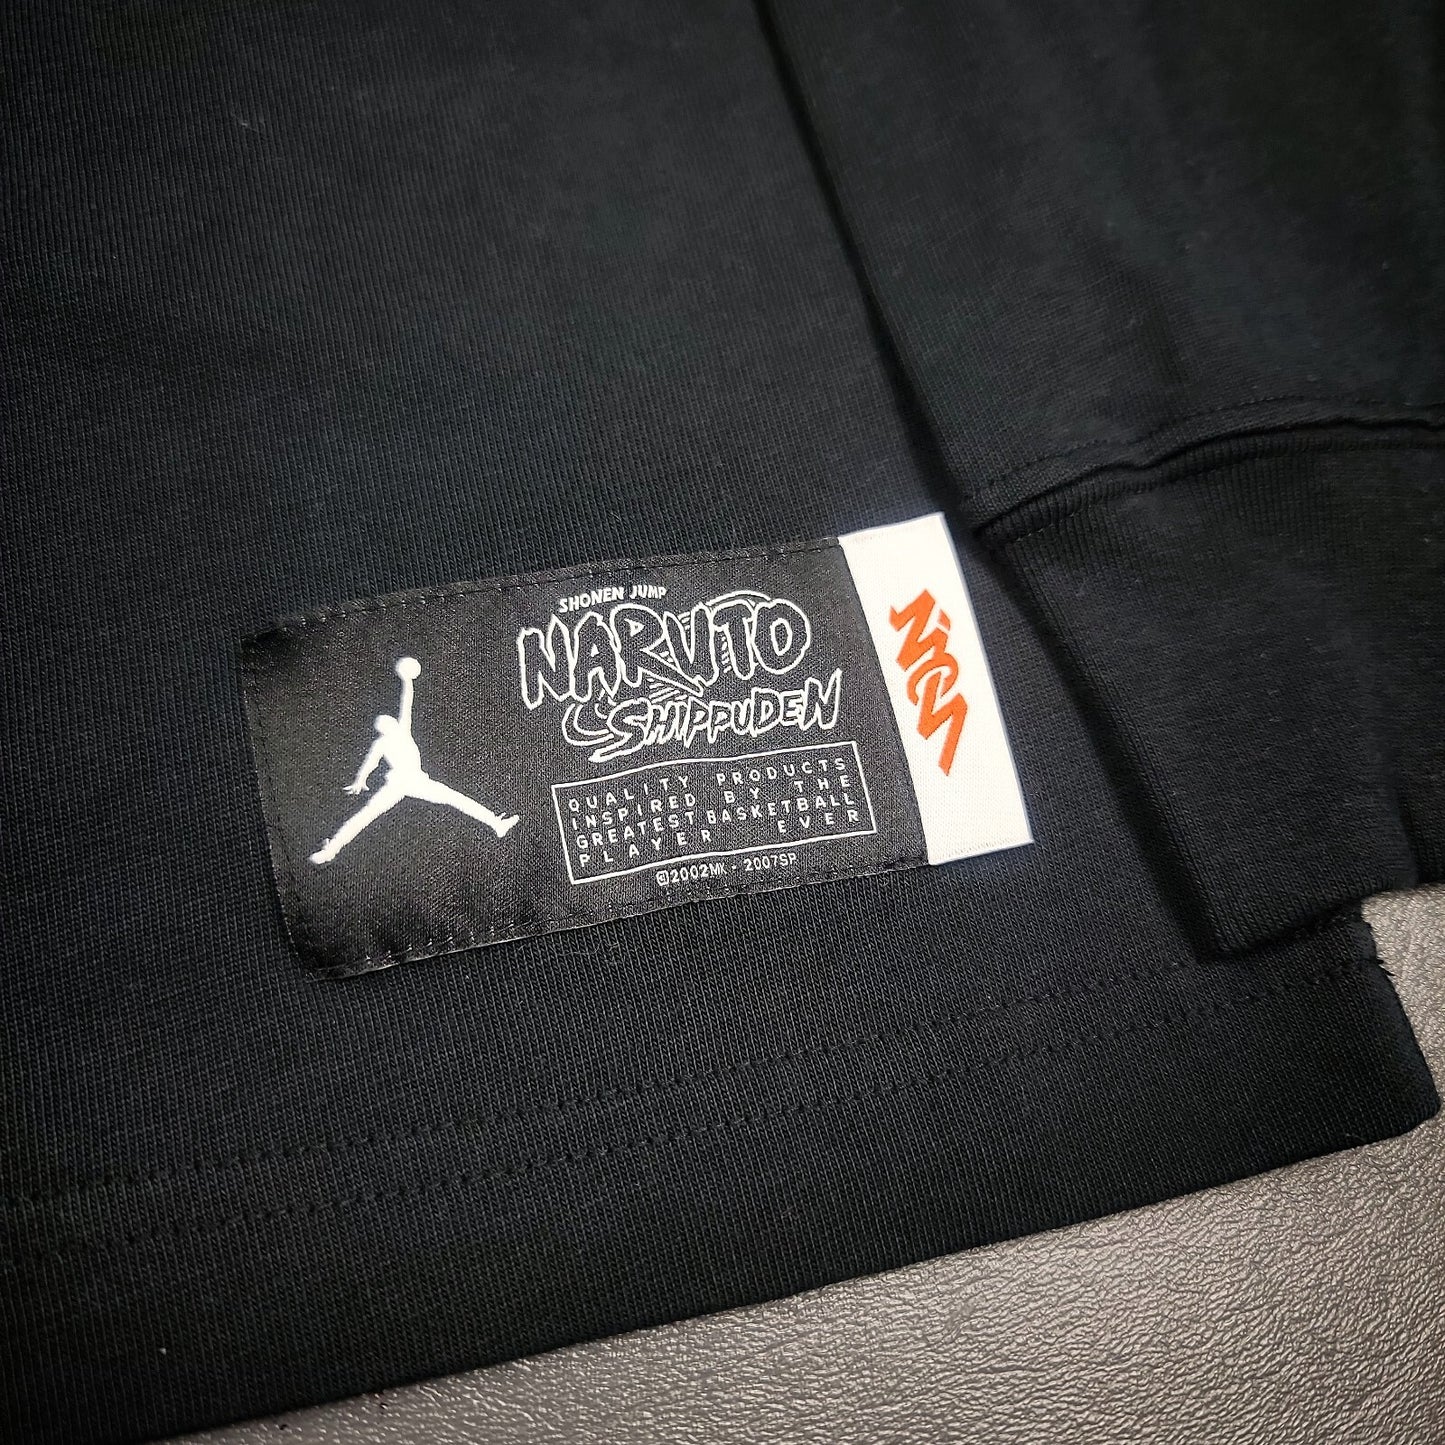 SHONEN JUMP
NARUTO
SHIPPUDEN
QUALITY PRODUCTS
INSPIRED BY THE
GREATEST BASKETBALL
PLAYER EVER
©2002MK - 2007SP